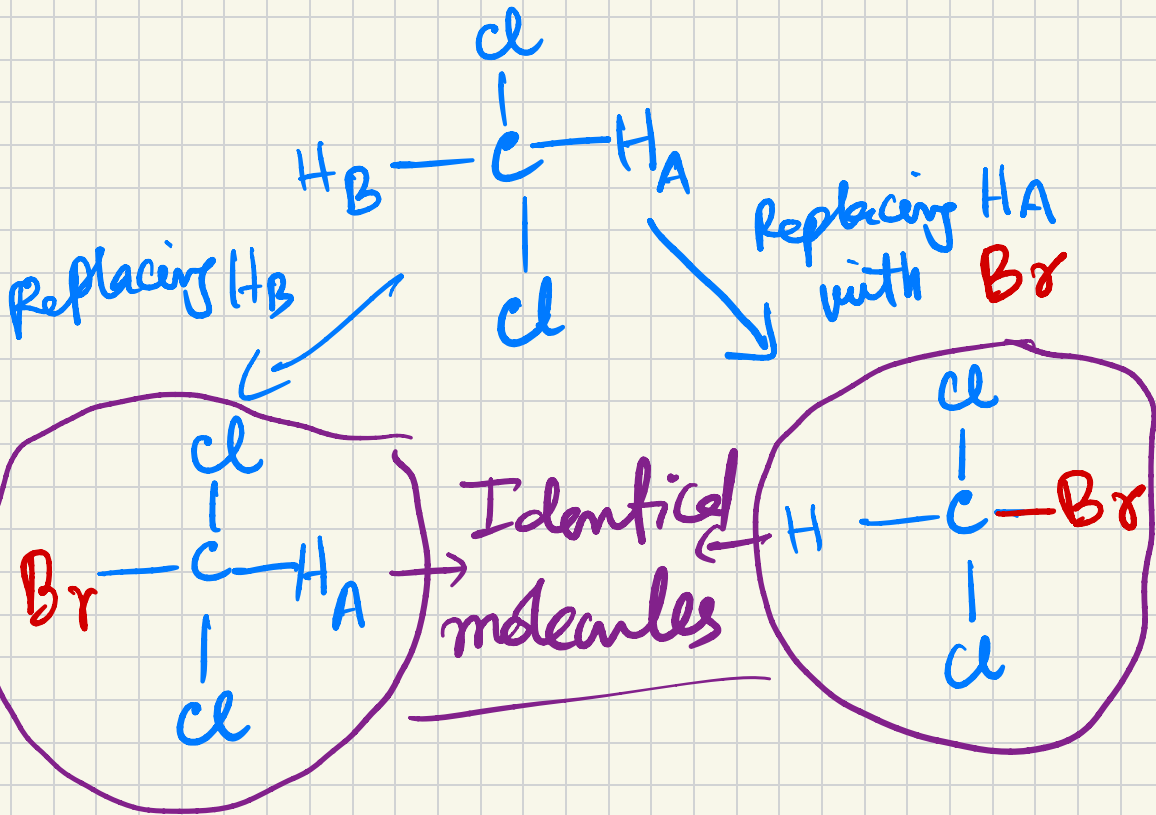 Cl
HB — C — HA
Cl
Replacing HB
Replacing HA
with Br
Cl
Br — C — HA
Cl
Identical
molecules
Cl
H — C — Br
Cl